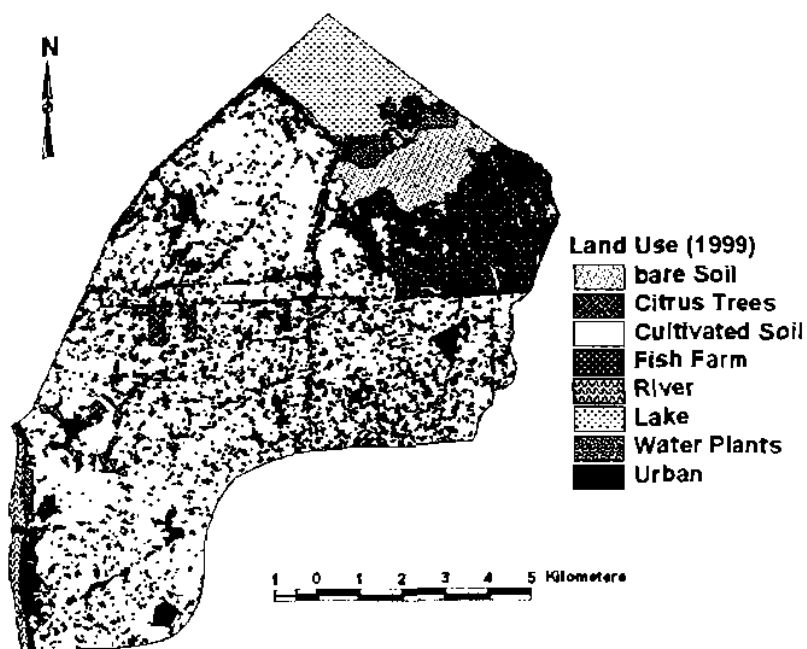 N
Land Use (1999)
bare Soil
Citrus Trees
Cultivated Soil
Fish Farm
River
Lake
Water Plants
Urban
1 0 1 2 3 4 5 Kilometers